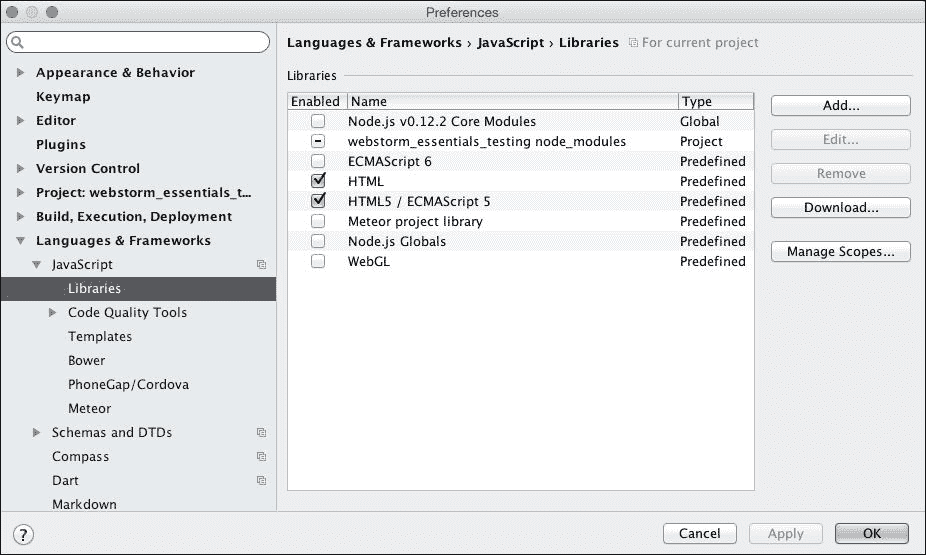 Preferences
Appearance & Behavior
Keymap
Editor
Plugins
Version Control
Project: webstorm_essentials_t...
Build, Execution, Deployment
Languages & Frameworks
JavaScript
Libraries
Code Quality Tools
Templates
Bower
PhoneGap/Cordova
Meteor
Schemas and DTDs
Compass
Dart
Markdown
Languages & Frameworks › JavaScript › Libraries For current project
Libraries
Enabled Name Type
Node.js v0.12.2 Core Modules Global
webstorm_essentials_testing node_modules Project
ECMAScript 6 Predefined
HTML Predefined
HTML5 / ECMAScript 5 Predefined
Meteor project library Predefined
Node.js Globals Predefined
WebGL Predefined
Add...
Edit...
Remove
Download...
Manage Scopes...
?
Cancel
Apply
OK